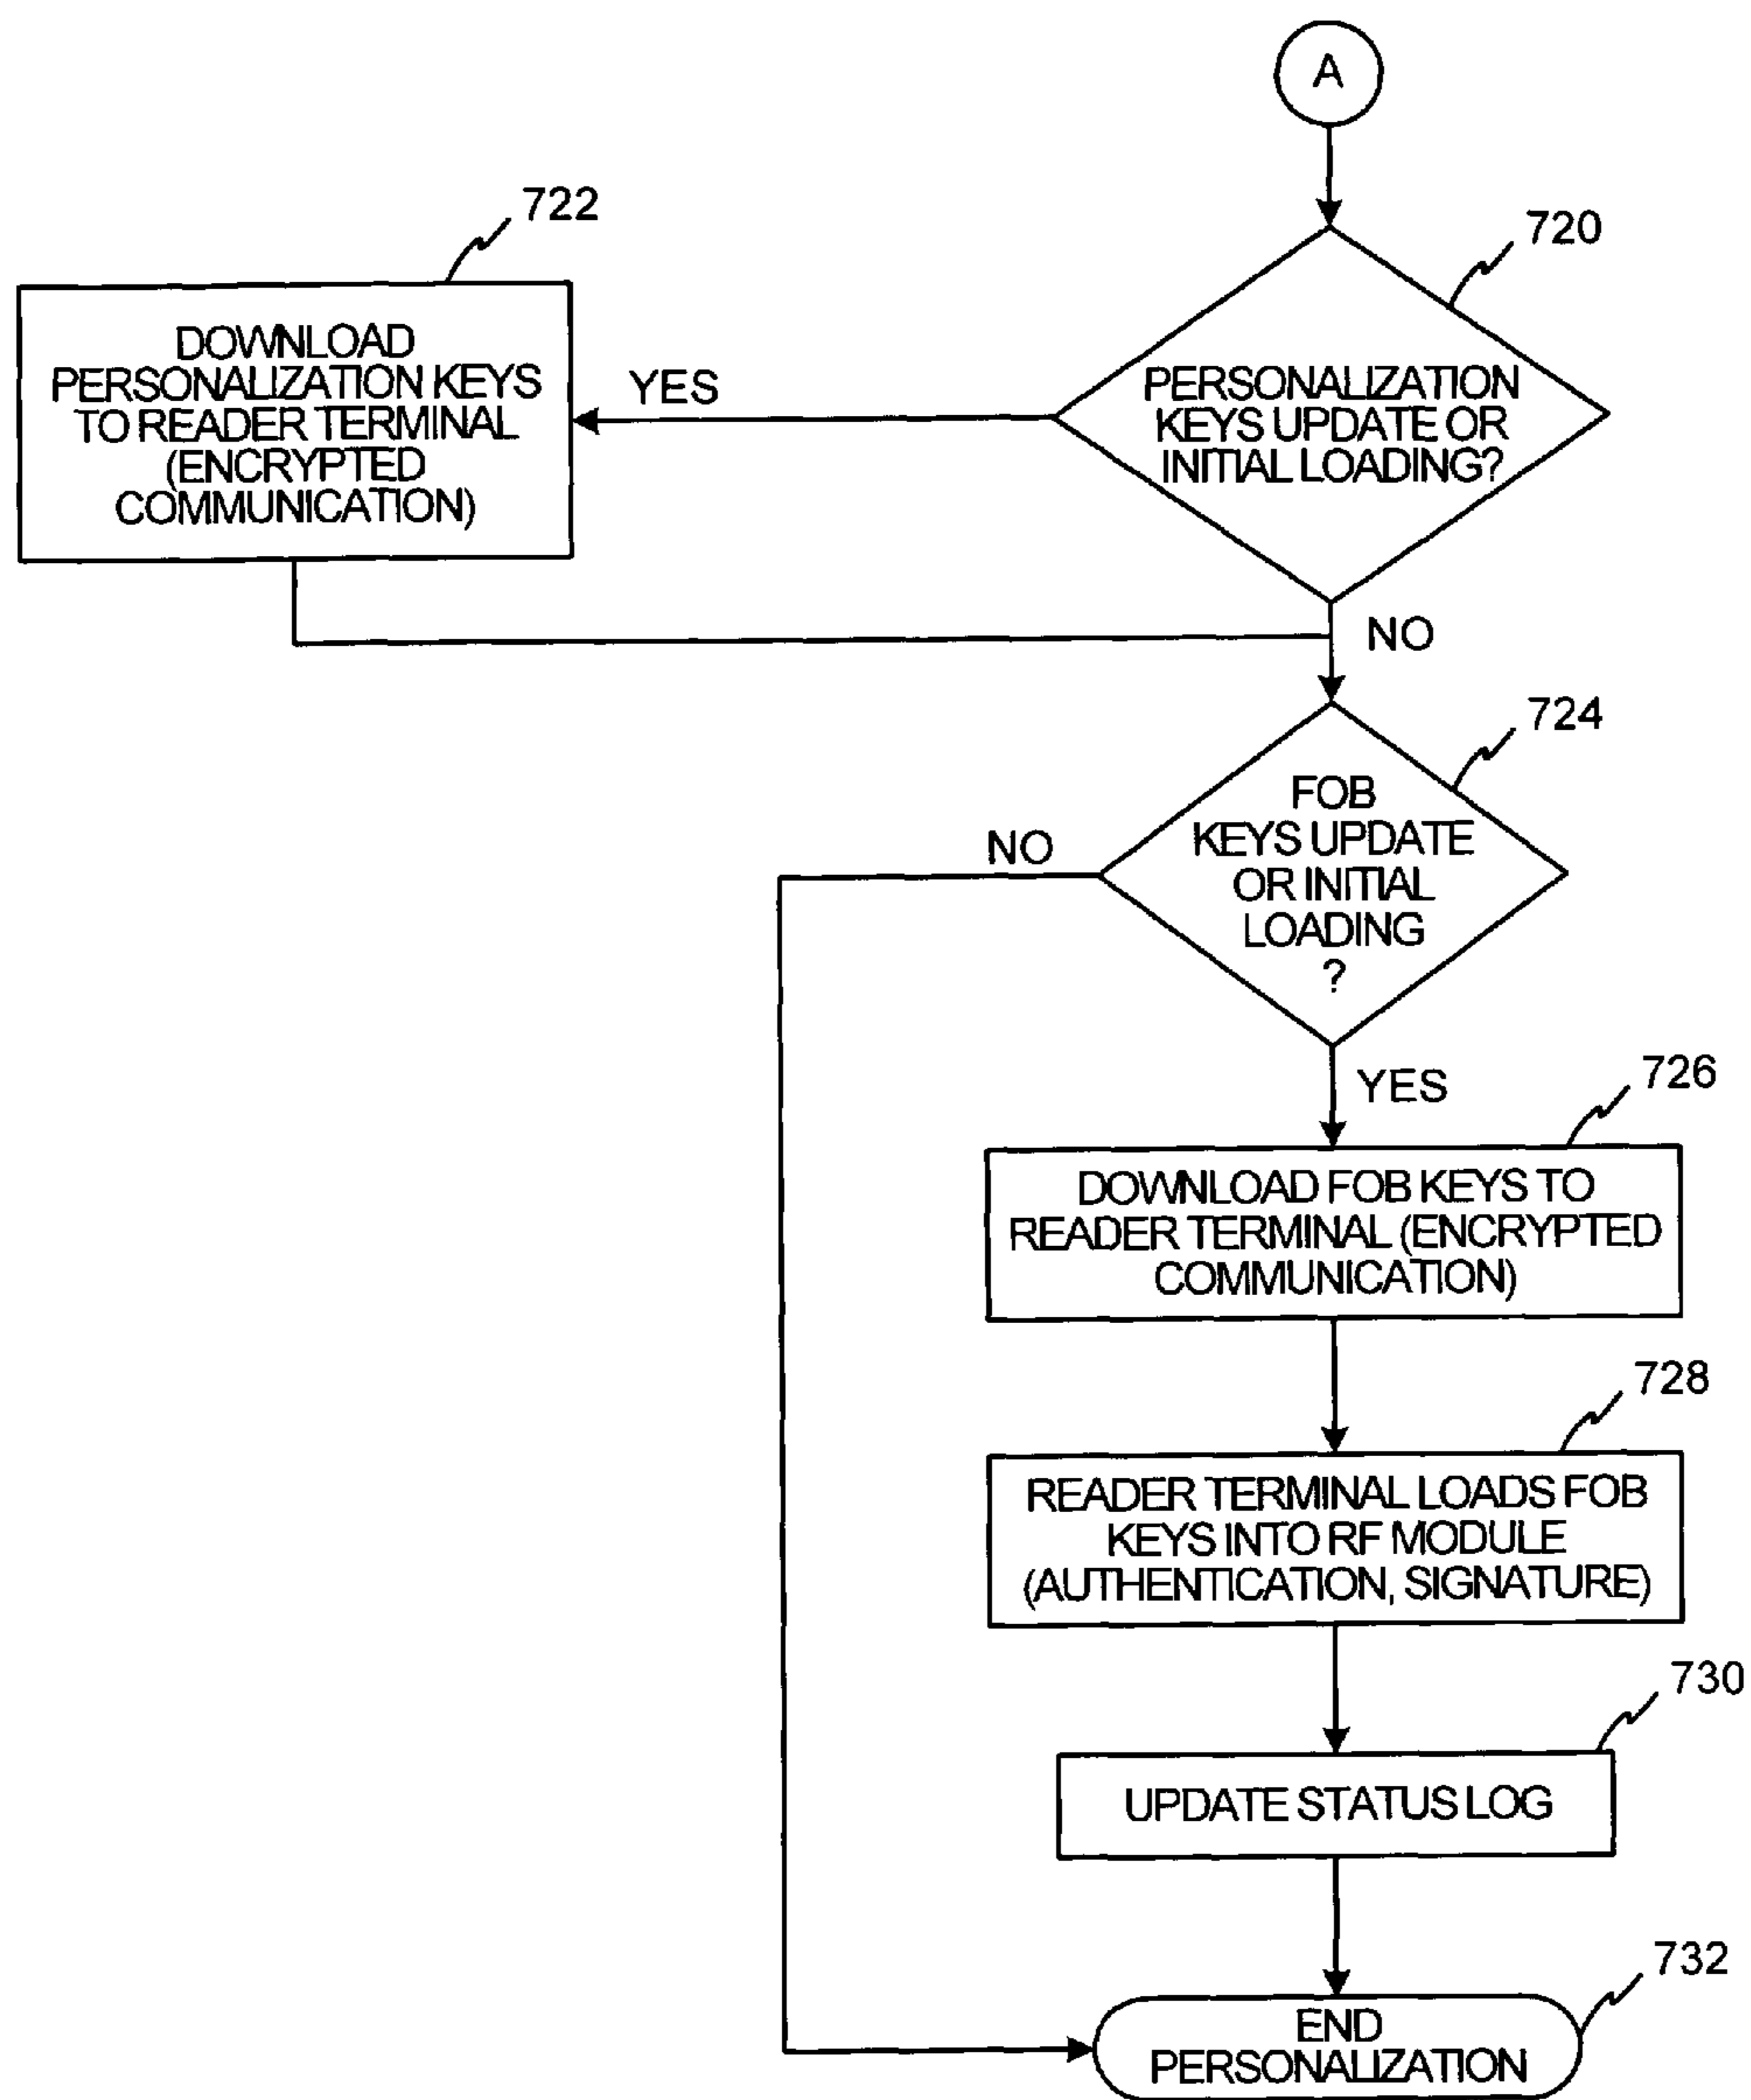 A
720
PERSONALIZATION
KEYS UPDATE OR
INITIAL LOADING?
YES
722
DOWNLOAD
PERSONALIZATION KEYS
TO READER TERMINAL
(ENCRYPTED
COMMUNICATION)
NO
724
FOB
KEYS UPDATE
OR INITIAL
LOADING
?
NO
YES
726
DOWNLOAD FOB KEYS TO
READER TERMINAL (ENCRYPTED
COMMUNICATION)
728
READER TERMINAL LOADS FOB
KEYS INTO RF MODULE
(AUTHENTICATION, SIGNATURE)
730
UPDATE STATUS LOG
732
END
PERSONALIZATION